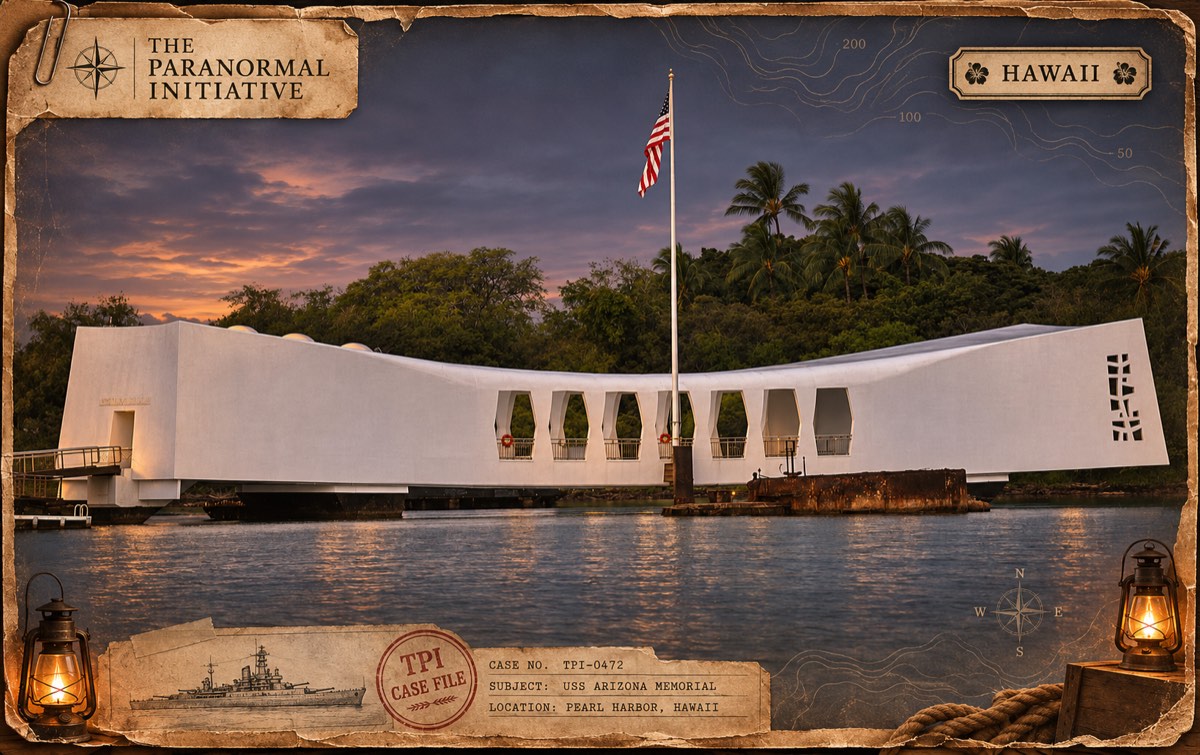 THE
PARANORMAL
INITIATIVE
HAWAII
200
100
50
N
W E
S
TPI
CASE FILE
CASE NO. TPI-0472
SUBJECT: USS ARIZONA MEMORIAL
LOCATION: PEARL HARBOR, HAWAII